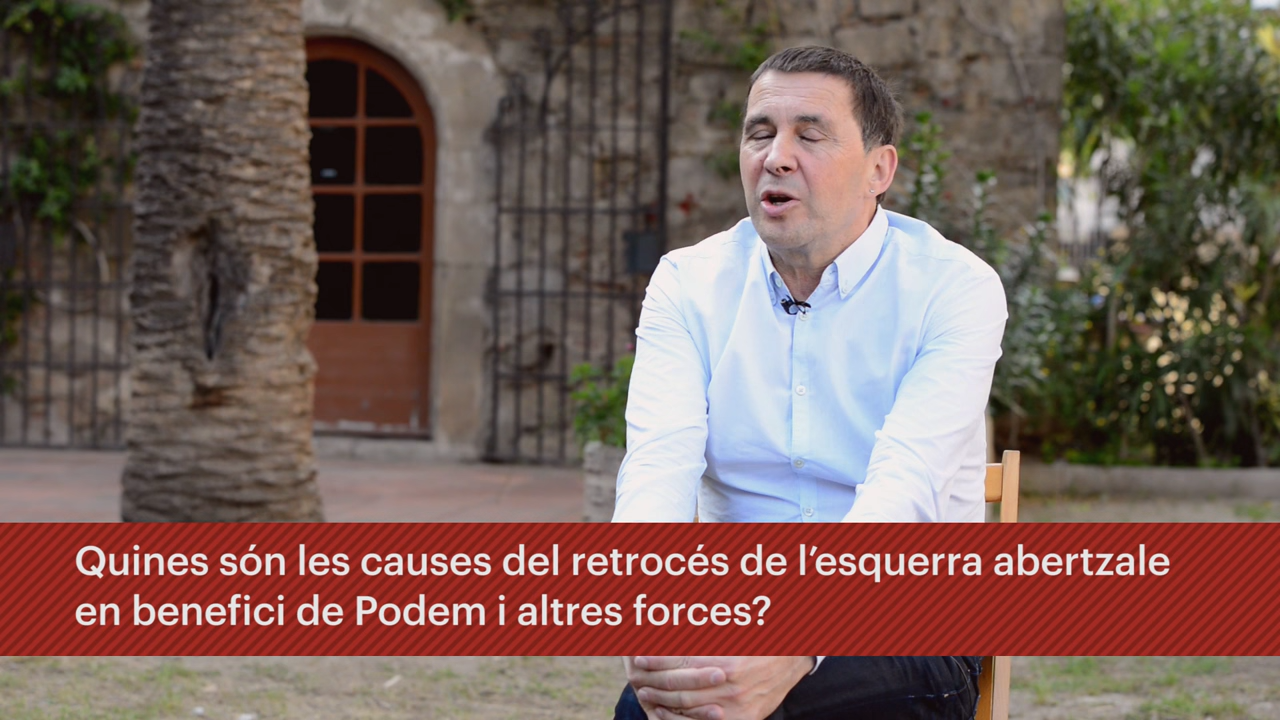 Quines són les causes del retrocés de l’esquerra abertzale
en benefici de Podem i altres forces?